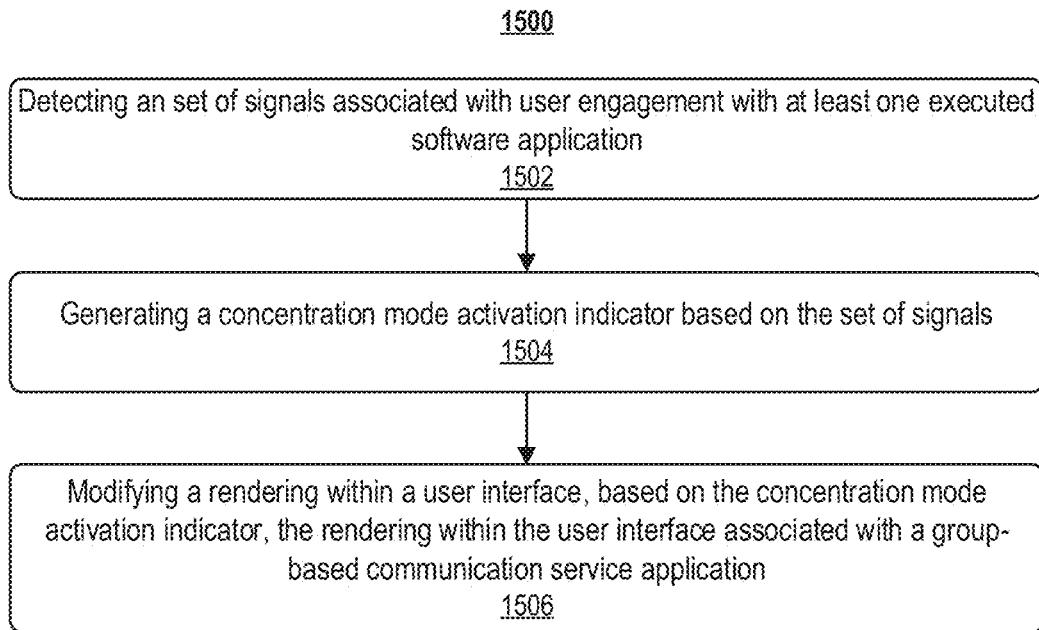 1500
Detecting an set of signals associated with user engagement with at least one executed
software application
1502
Generating a concentration mode activation indicator based on the set of signals
1504
Modifying a rendering within a user interface, based on the concentration mode
activation indicator, the rendering within the user interface associated with a group-
based communication service application
1506